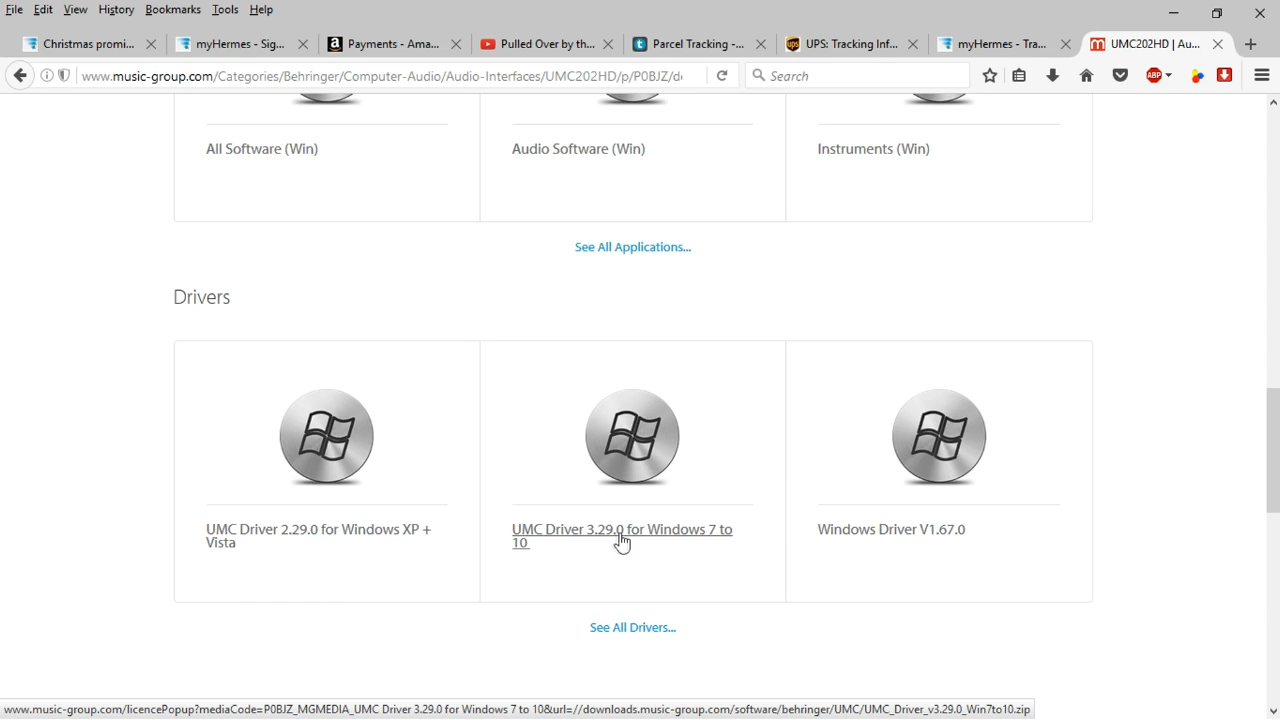 File Edit View History Bookmarks Tools Help
Christmas promi... myHermes - Sig... Payments - Ama... Pulled Over by th... Parcel Tracking -... UPS: Tracking Inf... myHermes - Tra... UMC202HD | Au...
www.music-group.com/Categories/Behringer/Computer-Audio/Audio-Interfaces/UMC202HD/p/P0BJZ/d Search ABP
All Software (Win) Audio Software (Win) Instruments (Win)
See All Applications...
Drivers
UMC Driver 2.29.0 for Windows XP + UMC Driver 3.29.0 for Windows 7 to Windows Driver V1.67.0
Vista 10
See All Drivers...
www.music-group.com/licencePopup?mediaCode=P0BJZ_MGMEDIA_UMC Driver 3.29.0 for Windows 7 to 10&url=//downloads.music-group.com/software/behringer/UMC/UMC_Driver_v3.29.0_Win7to10.zip